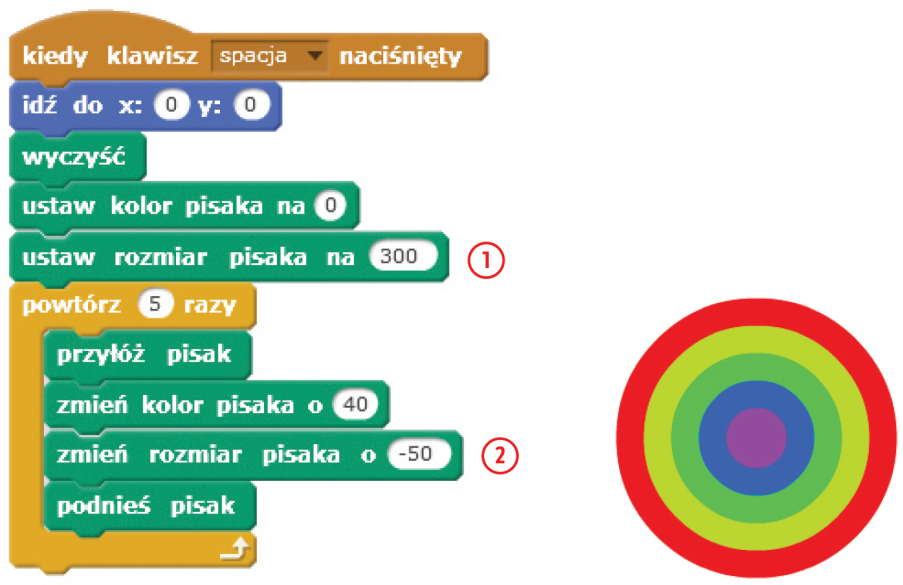 kiedy klawisz spacja naciśnięty
idź do x: 0 y: 0
wyczyść
ustaw kolor pisaka na 0
ustaw rozmiar pisaka na 300 1
powtórz 5 razy
przyłóż pisak
zmień kolor pisaka o 40
zmień rozmiar pisaka o -50 2
podnieś pisak